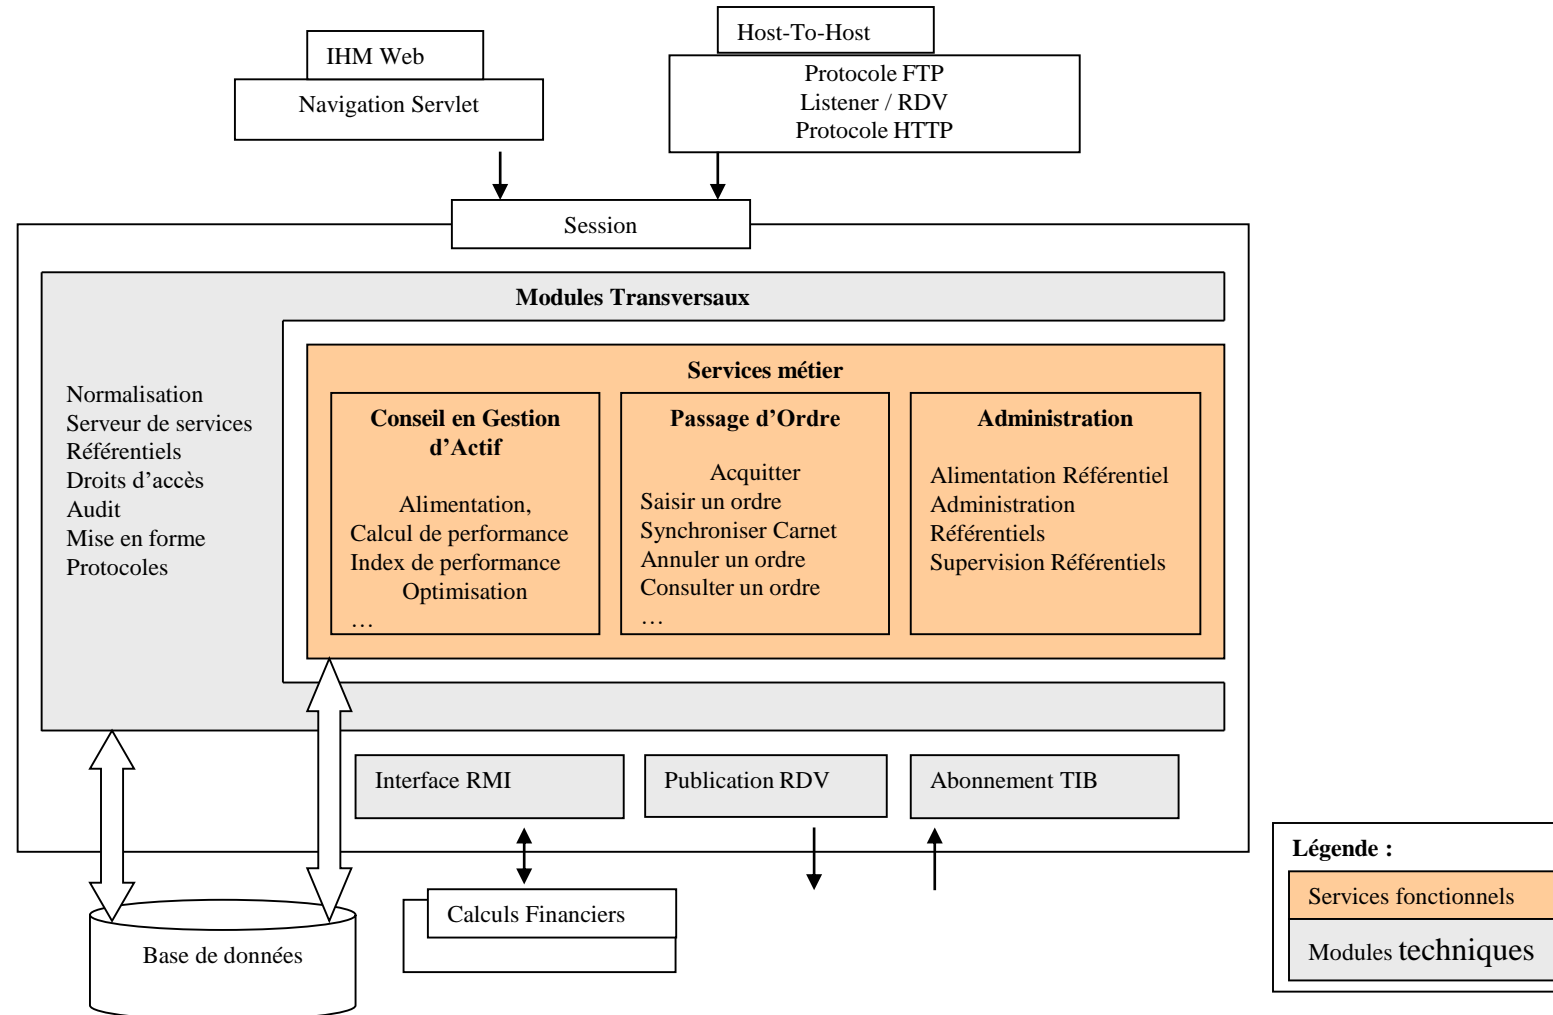 IHM Web
Navigation Servlet
Host-To-Host
Protocole FTP
Listener / RDV
Protocole HTTP
Session
Modules Transversaux
Normalisation
Serveur de services
Référentiels
Droits d’accès
Audit
Mise en forme
Protocoles
Services métier
Conseil en Gestion
d’Actif
Alimentation,
Calcul de performance
Index de performance
Optimisation
…
Passage d’Ordre
Acquitter
Saisir un ordre
Synchroniser Carnet
Annuler un ordre
Consulter un ordre
…
Administration
Alimentation Référentiel
Administration
Référentiels
Supervision Référentiels
Interface RMI
Publication RDV
Abonnement TIB
Calculs Financiers
Base de données
Légende :
Services fonctionnels
Modules techniques